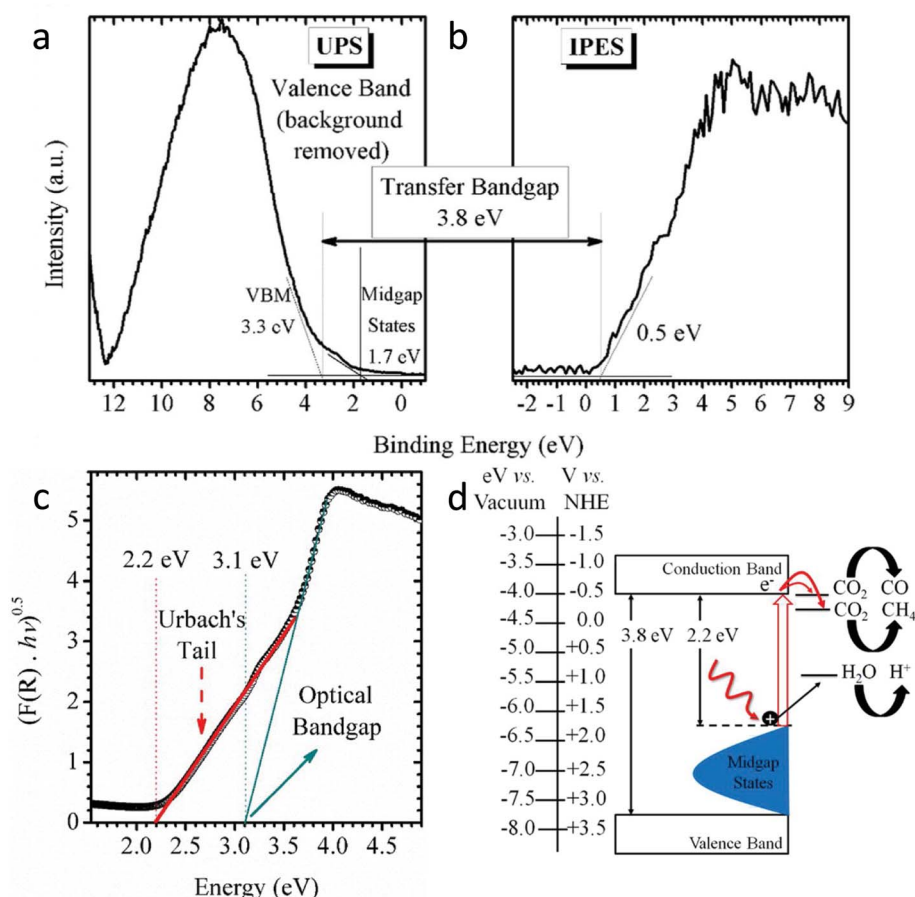 a
UPS
Valence Band
(background
removed)
b
IPES
Transfer Bandgap
3.8 eV
VBM
3.3 eV
Midgap
States
1.7 eV
0.5 eV
Intensity (a.u.)
12 10 8 6 4 2 0
-2 -1 0 1 2 3 4 5 6 7 8 9
Binding Energy (eV)
c
5
4
3
2
1
0
(F(R) . hν)^0.5
2.2 eV
3.1 eV
Urbach's
Tail
Optical
Bandgap
2.0 2.5 3.0 3.5 4.0 4.5
Energy (eV)
eV vs.
Vacuum
V vs.
NHE
d
-3.0 -1.5
-3.5 -1.0
-4.0 -0.5
-4.5 0.0
-5.0 +0.5
-5.5 +1.0
-6.0 +1.5
-6.5 +2.0
-7.0 +2.5
-7.5 +3.0
-8.0 +3.5
Conduction Band
e-
CO2 CO
CO2 CH4
3.8 eV
2.2 eV
H2O H+
+
Midgap
States
Valence Band